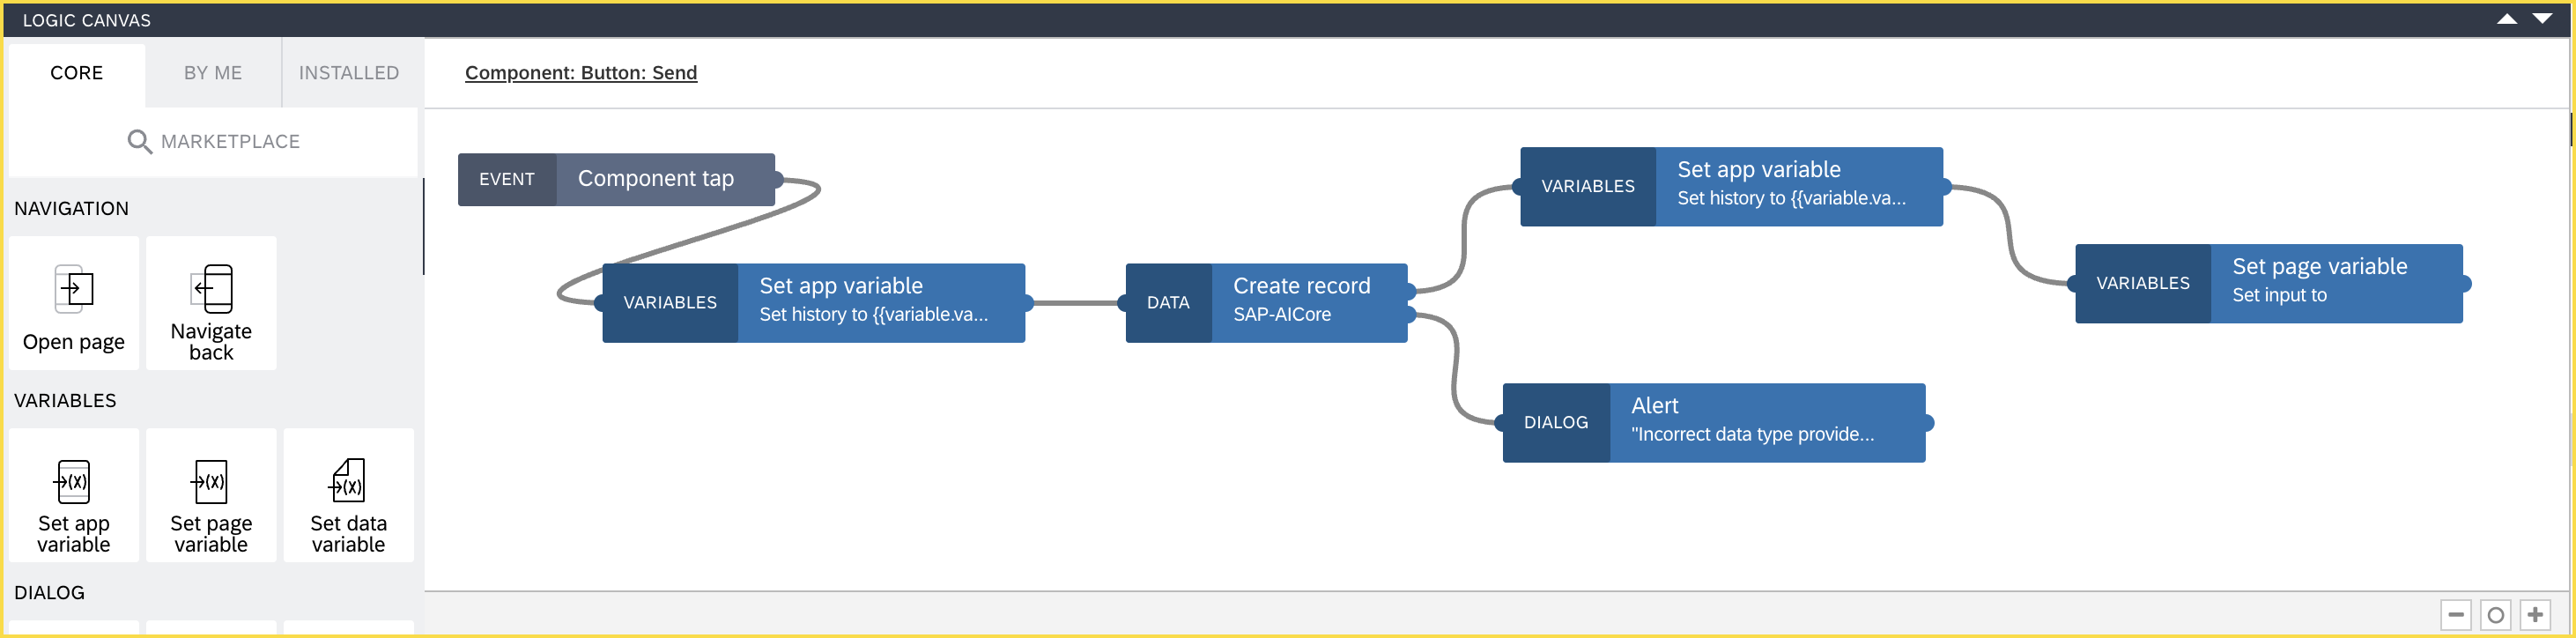 LOGIC CANVAS
CORE
BY ME
INSTALLED
MARKETPLACE
NAVIGATION
Open page
Navigate
back
VARIABLES
Set app
variable
Set page
variable
Set data
variable
DIALOG
Component: Button: Send
EVENT
Component tap
VARIABLES
Set app variable
Set history to {{variable.va...
DATA
Create record
SAP-AICore
VARIABLES
Set app variable
Set history to {{variable.va...
VARIABLES
Set page variable
Set input to
DIALOG
Alert
"Incorrect data type provide...